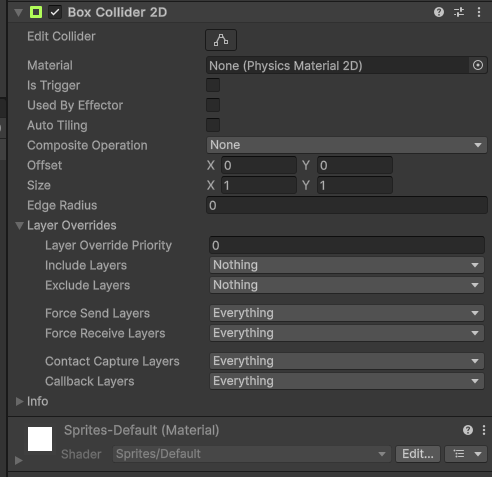 Box Collider 2D
Edit Collider
Material None (Physics Material 2D)
Is Trigger
Used By Effector
Auto Tiling
Composite Operation None
Offset X 0 Y 0
Size X 1 Y 1
Edge Radius 0
Layer Overrides
Layer Override Priority 0
Include Layers Nothing
Exclude Layers Nothing
Force Send Layers Everything
Force Receive Layers Everything
Contact Capture Layers Everything
Callback Layers Everything
Info
Sprites-Default (Material)
Shader Sprites/Default Edit...